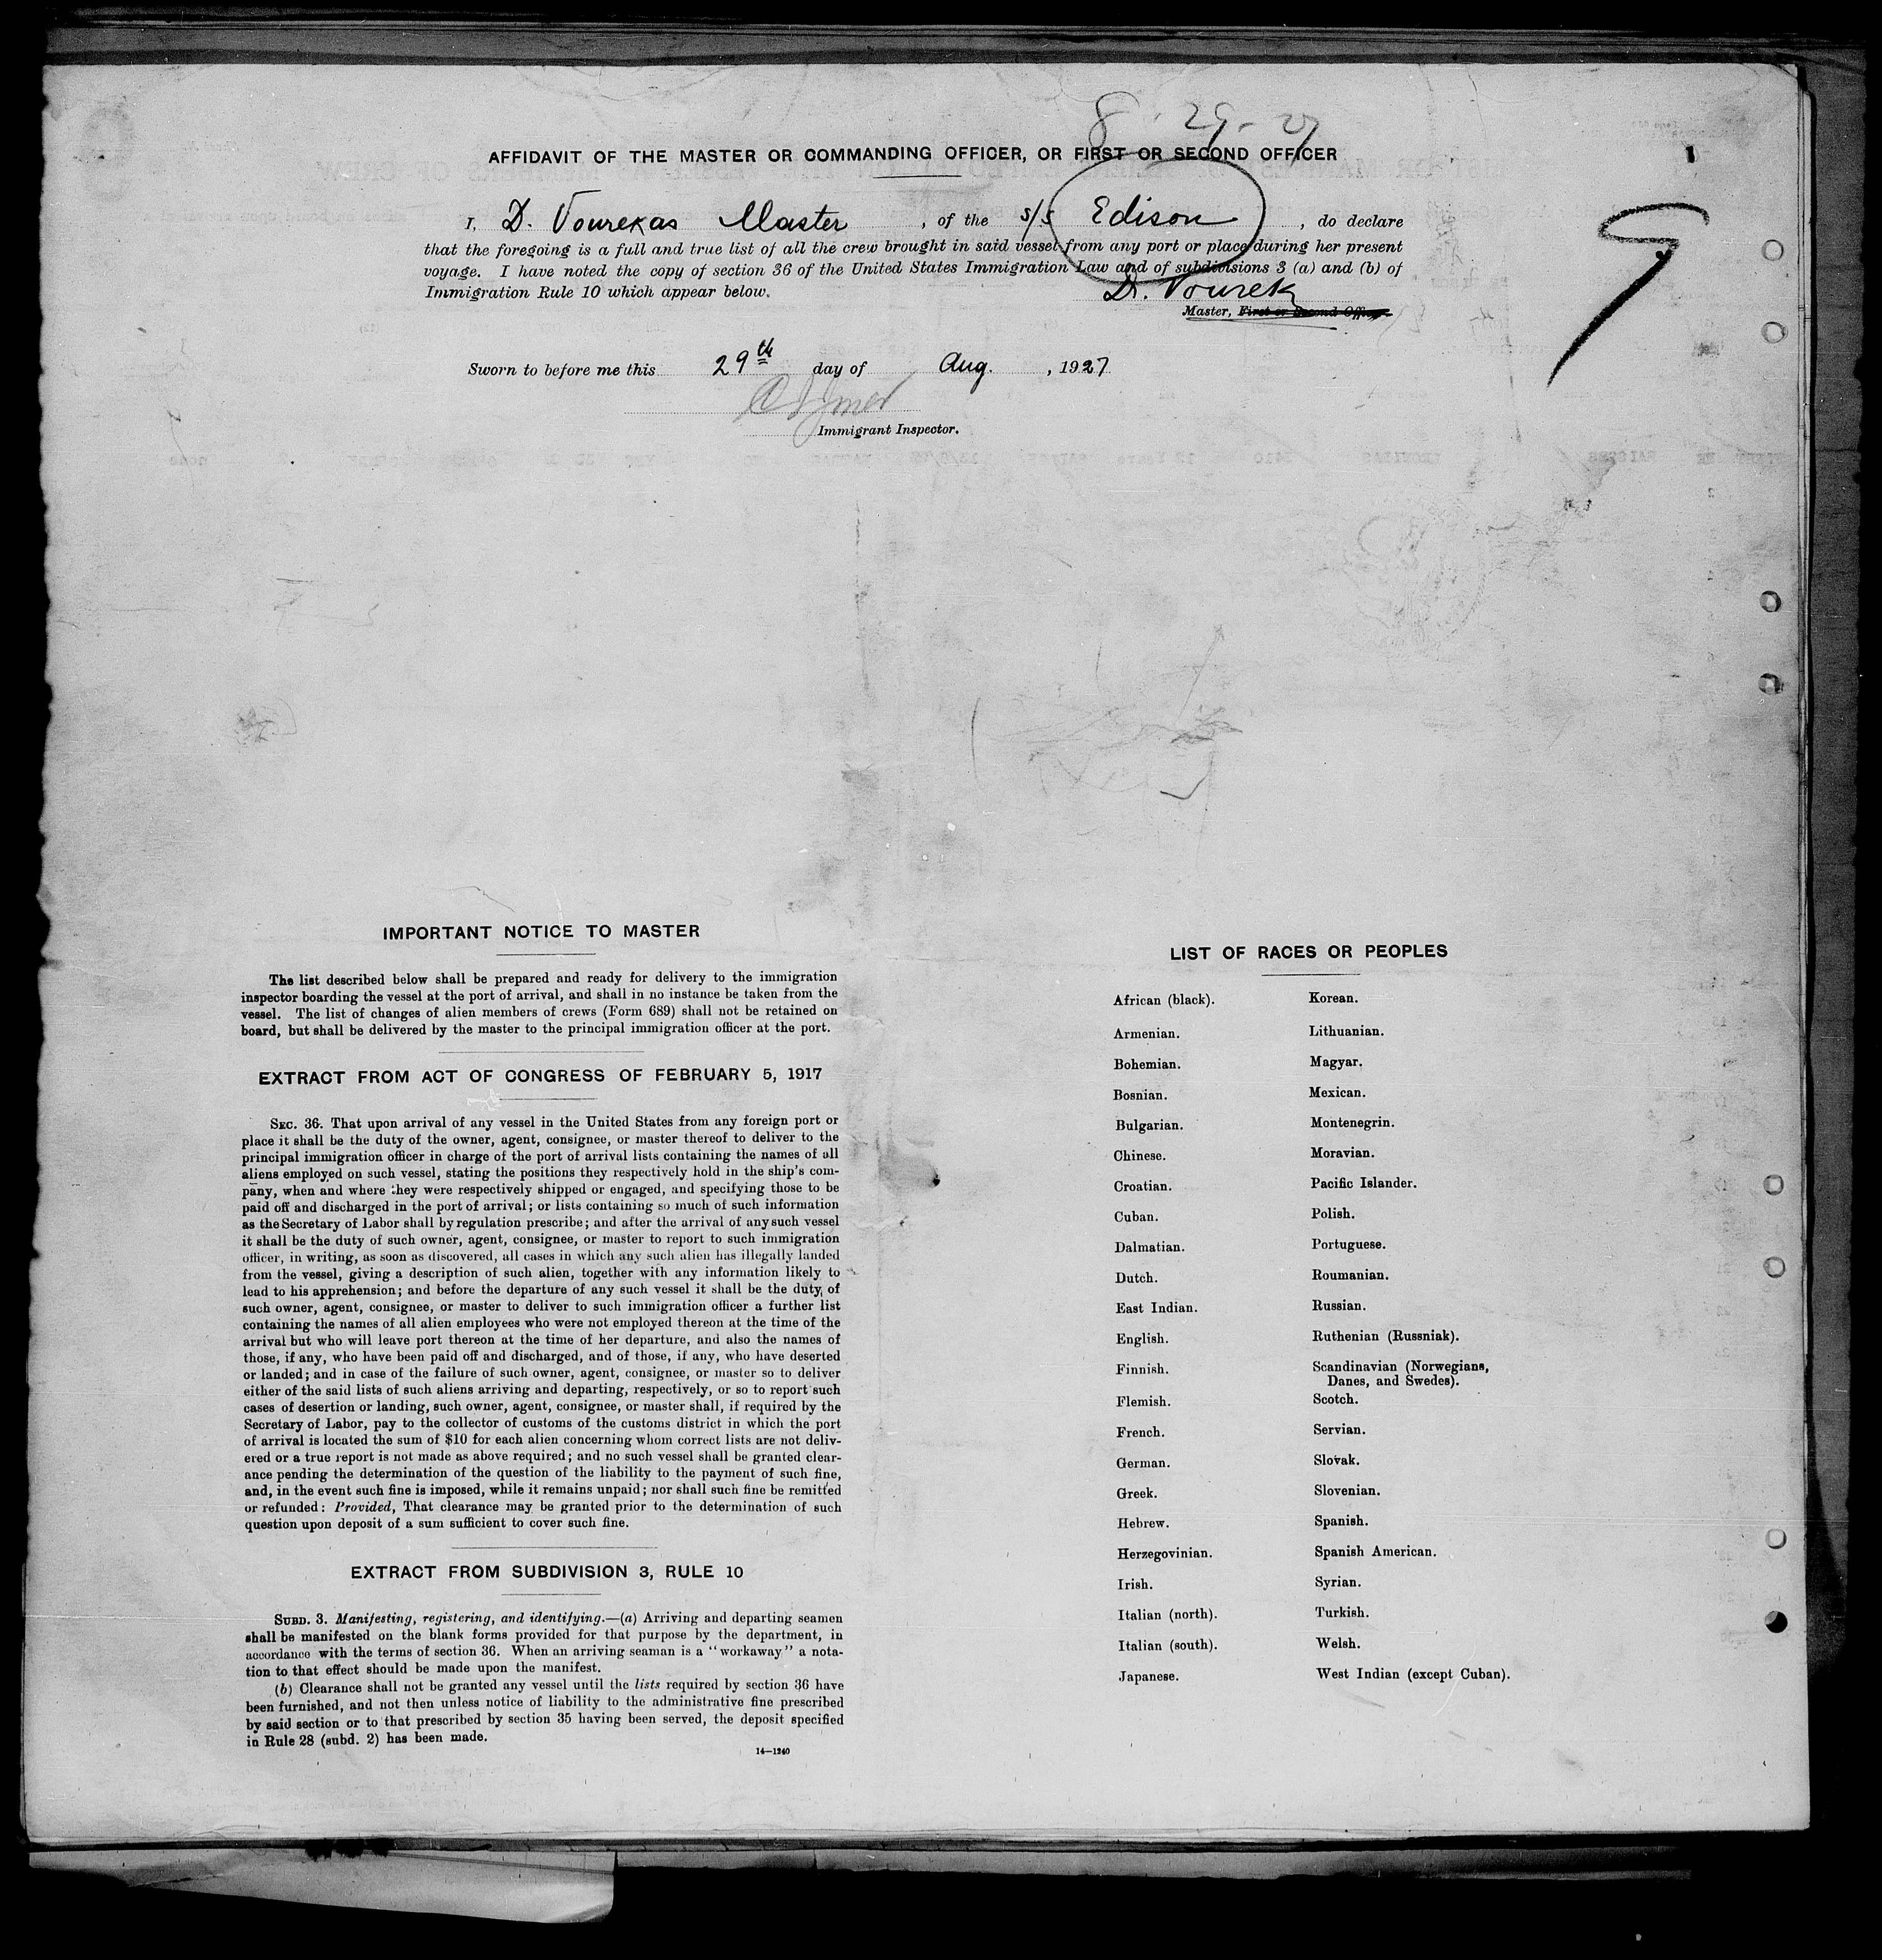 8 - 29 - 27
AFFIDAVIT OF THE MASTER OR COMMANDING OFFICER, OR FIRST OR SECOND OFFICER
I, D. Vourekas Master, of the s/s Edison, do declare
that the foregoing is a full and true list of all the crew brought in said vessel from any port or place during her present
voyage. I have noted the copy of section 36 of the United States Immigration Law and of subdivisions 3 (a) and (b) of
Immigration Rule 10 which appear below.
D. Vourek
Master, First or Second Officer.
Sworn to before me this 29th day of Aug., 1927
Immigrant Inspector.
IMPORTANT NOTICE TO MASTER
The list described below shall be prepared and ready for delivery to the immigration
inspector boarding the vessel at the port of arrival, and shall in no instance be taken from the
vessel. The list of changes of alien members of crews (Form 689) shall not be retained on
board, but shall be delivered by the master to the principal immigration officer at the port.
EXTRACT FROM ACT OF CONGRESS OF FEBRUARY 5, 1917
SEC. 36. That upon arrival of any vessel in the United States from any foreign port or
place it shall be the duty of the owner, agent, consignee, or master thereof to deliver to the
principal immigration officer in charge of the port of arrival lists containing the names of all
aliens employed on such vessel, stating the positions they respectively hold in the ship's com-
pany, when and where they were respectively shipped or engaged, and specifying those to be
paid off and discharged in the port of arrival; or lists containing so much of such information
as the Secretary of Labor shall by regulation prescribe; and after the arrival of any such vessel
it shall be the duty of such owner, agent, consignee, or master to report to such immigration
officer, in writing, as soon as discovered, all cases in which any such alien has illegally landed
from the vessel, giving a description of such alien, together with any information likely to
lead to his apprehension; and before the departure of any such vessel it shall be the duty of
such owner, agent, consignee, or master to deliver to such immigration officer a further list
containing the names of all alien employees who were not employed thereon at the time of the
arrival but who will leave port thereon at the time of her departure, and also the names of
those, if any, who have been paid off and discharged, and of those, if any, who have deserted
or landed; and in case of the failure of such owner, agent, consignee, or master so to deliver
either of the said lists of such aliens arriving and departing, respectively, or so to report such
cases of desertion or landing, such owner, agent, consignee, or master shall, if required by the
Secretary of Labor, pay to the collector of customs of the customs district in which the port
of arrival is located the sum of $10 for each alien concerning whom correct lists are not deliv-
ered or a true report is not made as above required; and no such vessel shall be granted clear-
ance pending the determination of the question of the liability to the payment of such fine,
and, in the event such fine is imposed, while it remains unpaid; nor shall such fine be remitted
or refunded: Provided, That clearance may be granted prior to the determination of such
question upon deposit of a sum sufficient to cover such fine.
EXTRACT FROM SUBDIVISION 3, RULE 10
SUBD. 3. Manifesting, registering, and identifying.—(a) Arriving and departing seamen
shall be manifested on the blank forms provided for that purpose by the department, in
accordance with the terms of section 36. When an arriving seaman is a "workaway" a nota-
tion to that effect should be made upon the manifest.
(b) Clearance shall not be granted any vessel until the lists required by section 36 have
been furnished, and not then unless notice of liability to the administrative fine prescribed
by said section or to that prescribed by section 35 having been served, the deposit specified
in Rule 28 (subd. 2) has been made.
14—1240
LIST OF RACES OR PEOPLES
African (black).
Armenian.
Bohemian.
Bosnian.
Bulgarian.
Chinese.
Croatian.
Cuban.
Dalmatian.
Dutch.
East Indian.
English.
Finnish.
Flemish.
French.
German.
Greek.
Hebrew.
Herzegovinian.
Irish.
Italian (north).
Italian (south).
Japanese.
Korean.
Lithuanian.
Magyar.
Mexican.
Montenegrin.
Moravian.
Pacific Islander.
Polish.
Portuguese.
Roumanian.
Russian.
Ruthenian (Russniak).
Scandinavian (Norwegians,
Danes, and Swedes).
Scotch.
Servian.
Slovak.
Slovenian.
Spanish.
Spanish American.
Syrian.
Turkish.
Welsh.
West Indian (except Cuban).